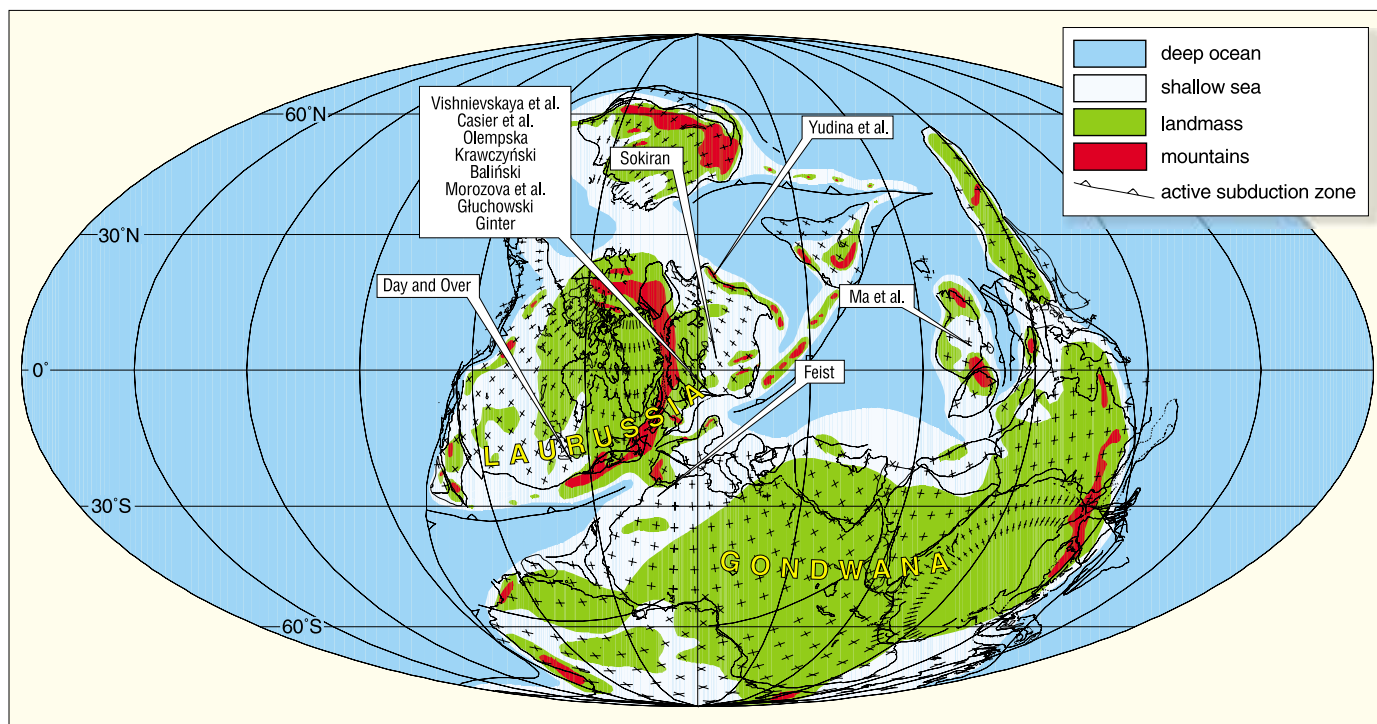 deep ocean
shallow sea
landmass
mountains
active subduction zone
Vishnievskaya et al.
Casier et al.
Olempska
Krawczyński
Baliński
Morozova et al.
Głuchowski
Ginter
Sokiran
Yudina et al.
Day and Over
Ma et al.
Feist
60°N
30°N
0°
30°S
60°S
LAURUSSIA
GONDWANA